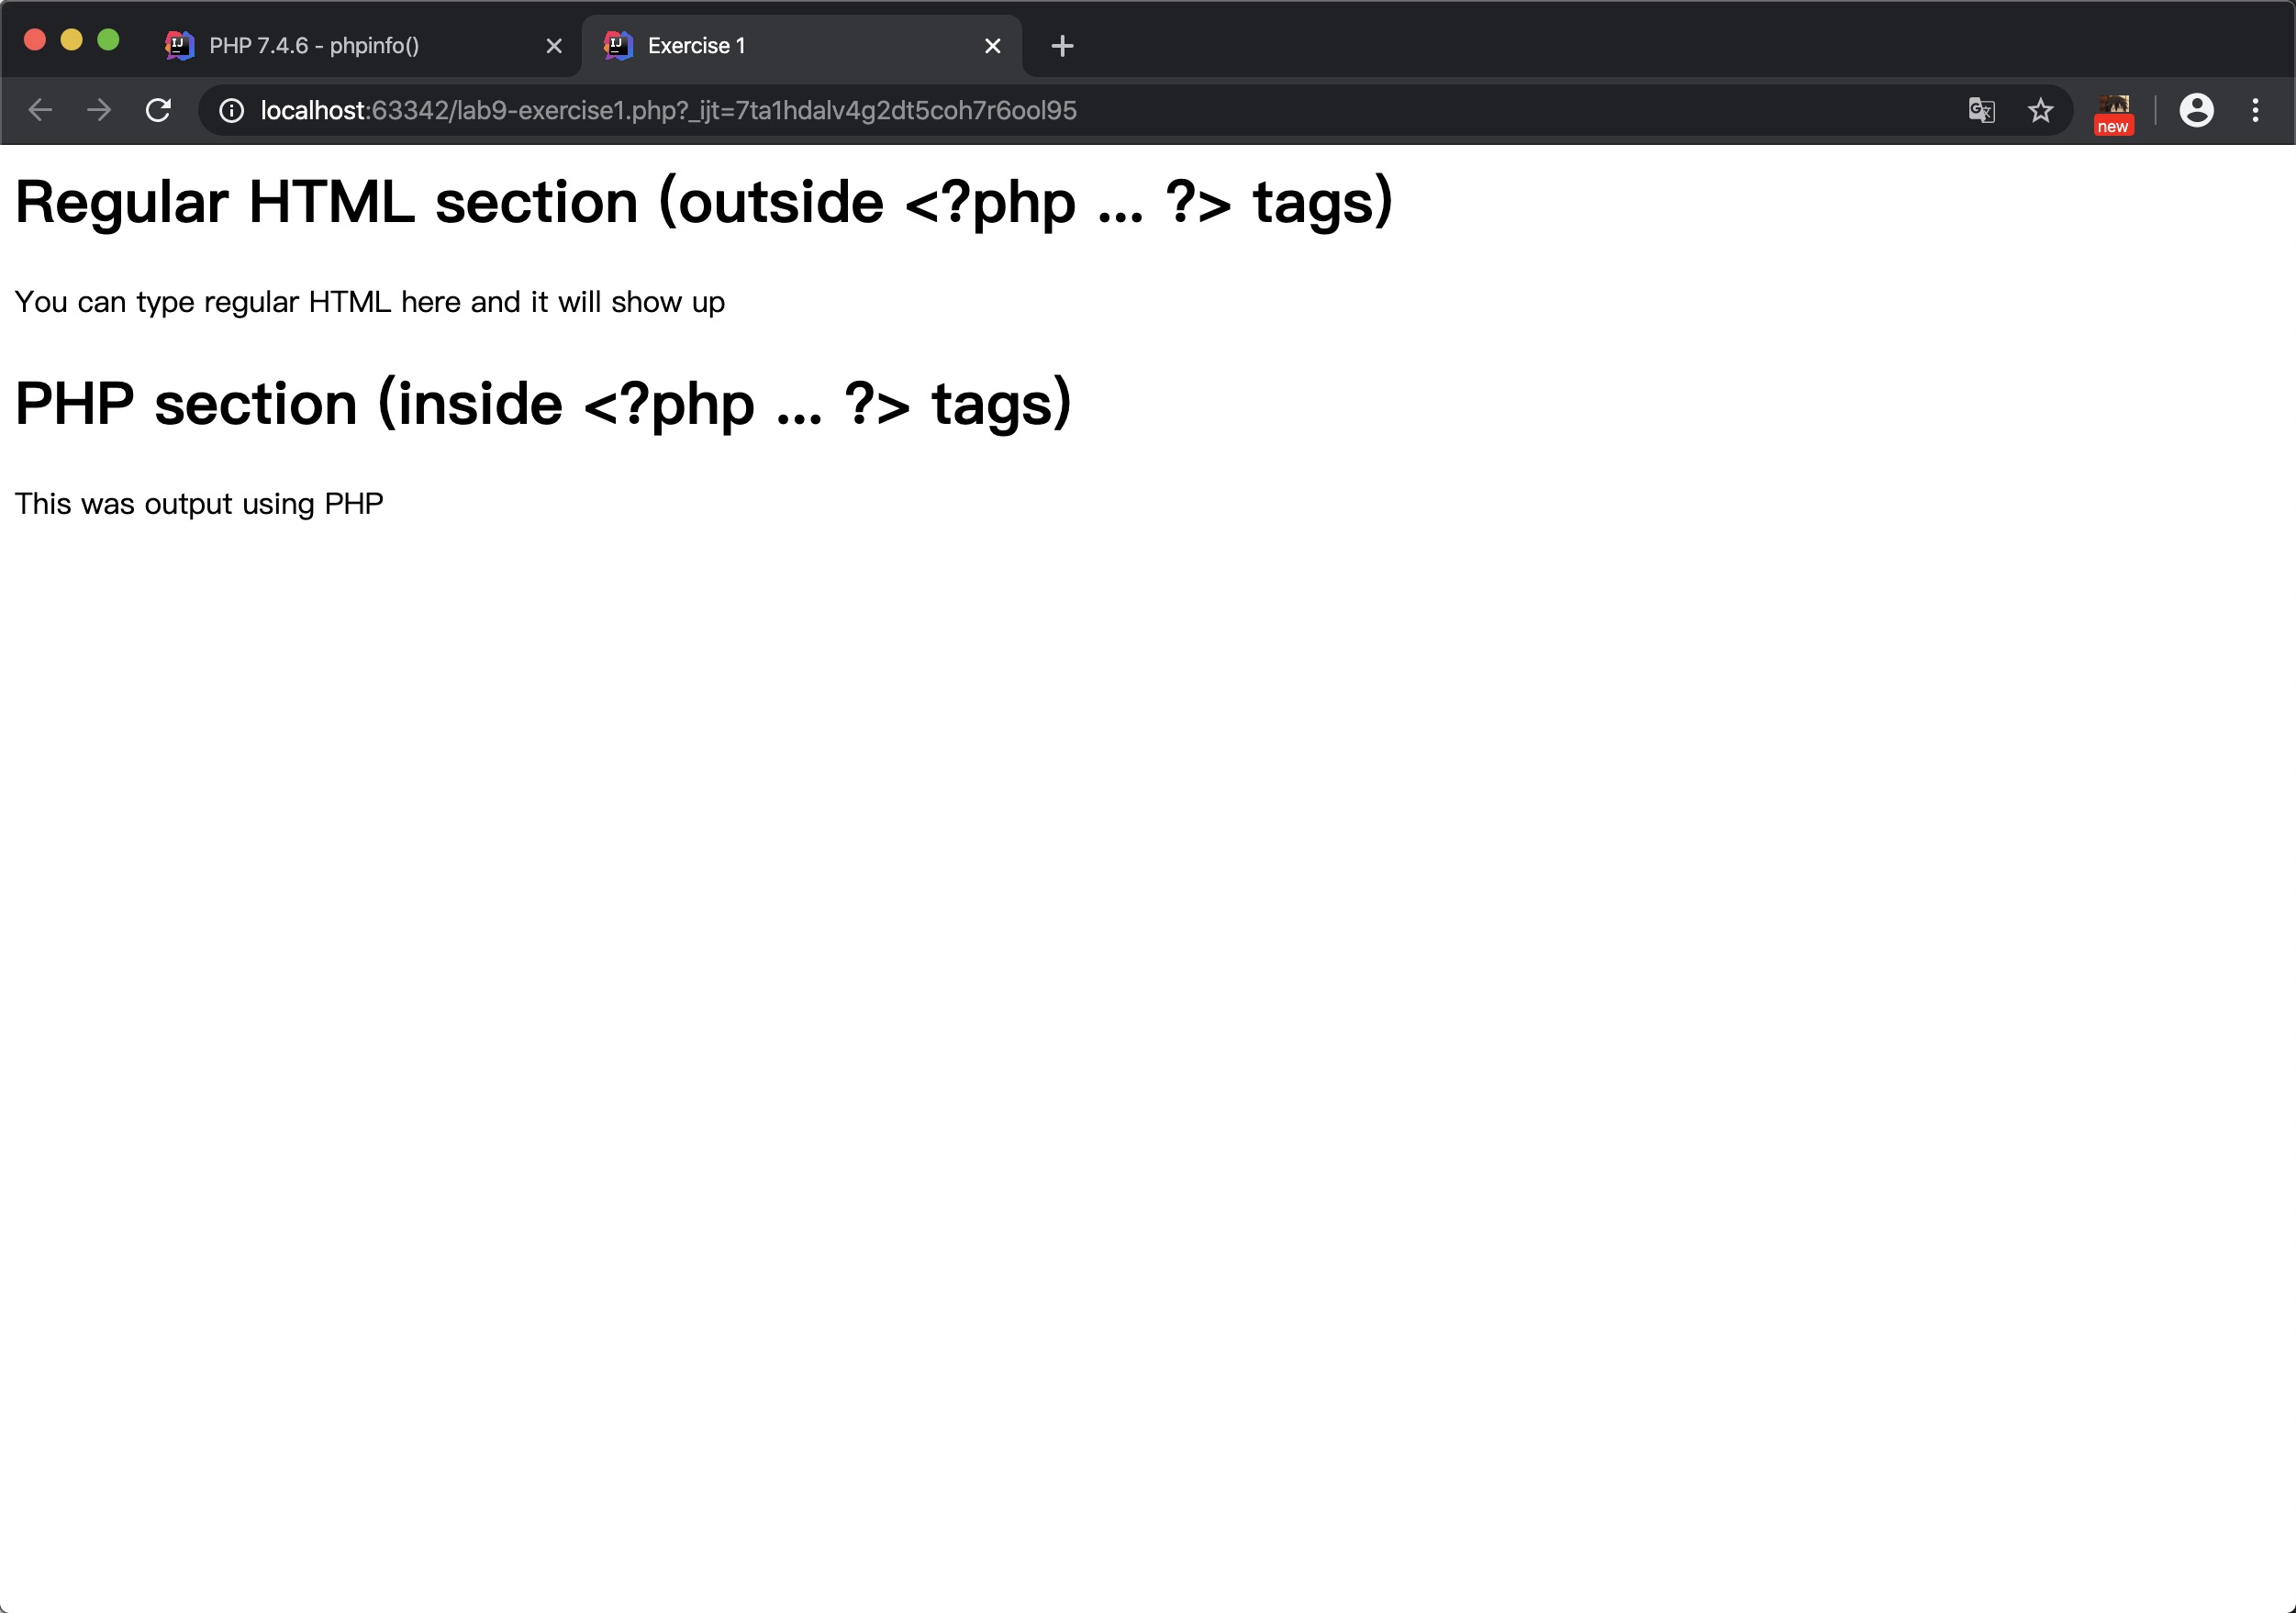 PHP 7.4.6 - phpinfo()
Exercise 1
localhost:63342/lab9-exercise1.php?_ijt=7ta1hdalv4g2dt5coh7r6ool95
new
Regular HTML section (outside <?php ... ?> tags)
You can type regular HTML here and it will show up
PHP section (inside <?php ... ?> tags)
This was output using PHP